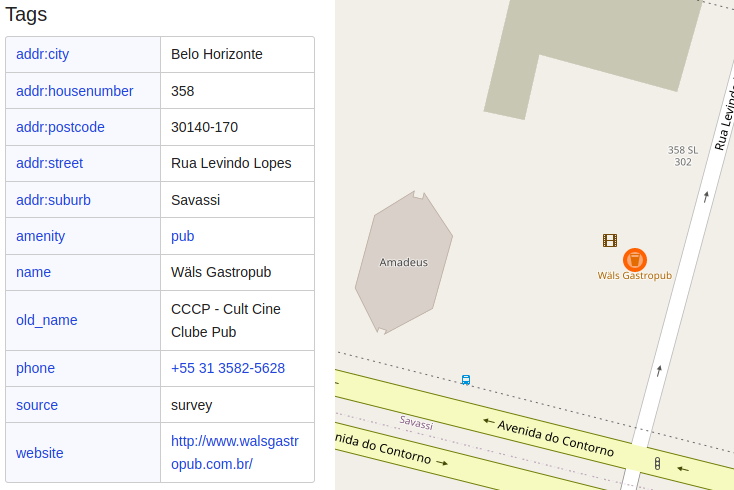 Tags
addr:city Belo Horizonte
addr:housenumber 358
addr:postcode 30140-170
addr:street Rua Levindo Lopes
addr:suburb Savassi
amenity pub
name Wäls Gastropub
old_name CCCP - Cult Cine
Clube Pub
phone +55 31 3582-5628
source survey
website http://www.walsgastr
opub.com.br/
Rua Levind
358 SL
302
Amadeus
Wäls Gastropub
Savassi
Avenida do Contorno
nida do Contorno